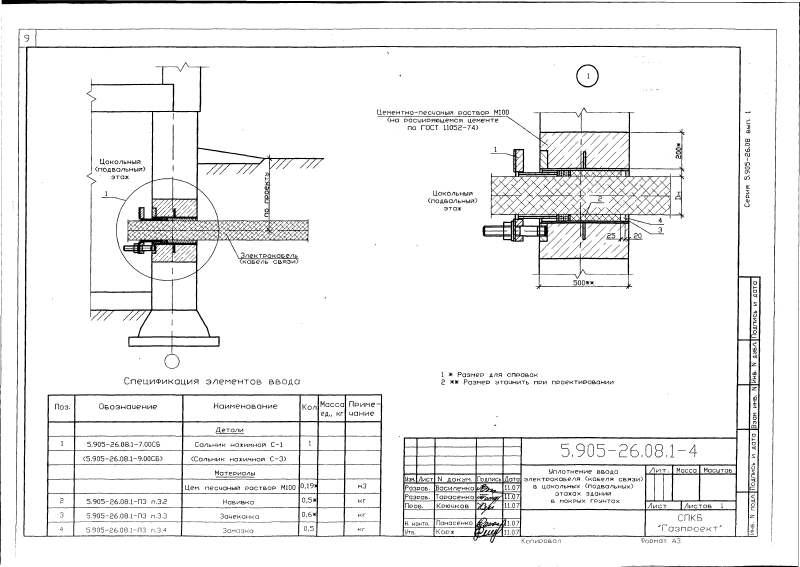 9
Серия 5.905-26.08 вып. 1
Цокольный
(подвальный)
этаж
1
по проекту
Электрокабель
(кабель связи)
1
Цементно-песчаный раствор М100
(на расширяющемся цементе
по ГОСТ 11052-74)
1
200*
Цокольный
(подвальный)
этаж
2
4
3
25
20
500**
1 * Размер для справок
2 ** Размер уточнить при проектировании
Спецификация элементов ввода
Поз. Обозначение Наименование Кол Масса ед., кг Приме-чание
Детали
1 5.905-26.08.1-7.00СБ Сальник нажимной С-1 1
(5.905-26.08.1-9.00СБ) (Сальник нажимной С-3)
Материалы
Цем. песчаный раствор М100 0,19* м3
2 5.905-26.08.1-ПЗ п.3.2 Набивка 0,5* кг
3 5.905-26.08.1-ПЗ п.3.3 Зачеканка 0,6* кг
4 5.905-26.08.1-ПЗ п.3.4 Замазка 0,5 кг
5.905-26.08.1-4
Изм. Лист N докум. Подпись Дата
Разраб. Василенко 11.07
Разраб. Тарасенко 11.07
Пров. Крючков 11.07
Н. контр. Панасенко 11.07
Утв. Корж 11.07
Уплотнение ввода
электрокабеля (кабеля связи)
в цокольных (подвальных)
этажах зданий
в мокрых грунтах
Лит. Масса Масштаб
Лист Листов 1
СПКБ
"Газпроект"
Копировал Формат А3
Подпись и дата
Инв. N дубл.
Взам. инв. N
Подпись и дата
Инв. N подл.